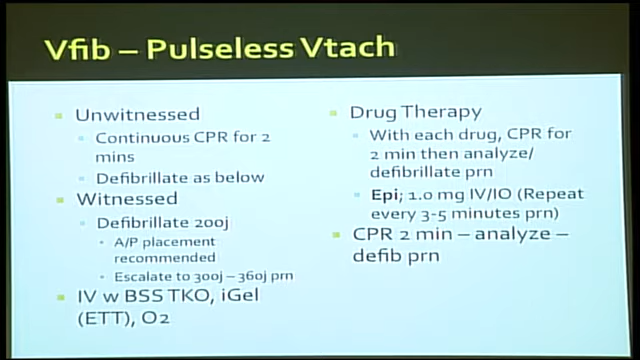 Vfib – Pulseless Vtach
Unwitnessed
Continuous CPR for 2
mins
Defibrillate as below
Witnessed
Defibrillate 200j
A/P placement
recommended
Escalate to 300j – 360j prn
IV w BSS TKO, iGel
(ETT), O2
Drug Therapy
With each drug, CPR for
2 min then analyze/
defibrillate prn
Epi; 1.0 mg IV/IO (Repeat
every 3-5 minutes prn)
CPR 2 min – analyze –
defib prn